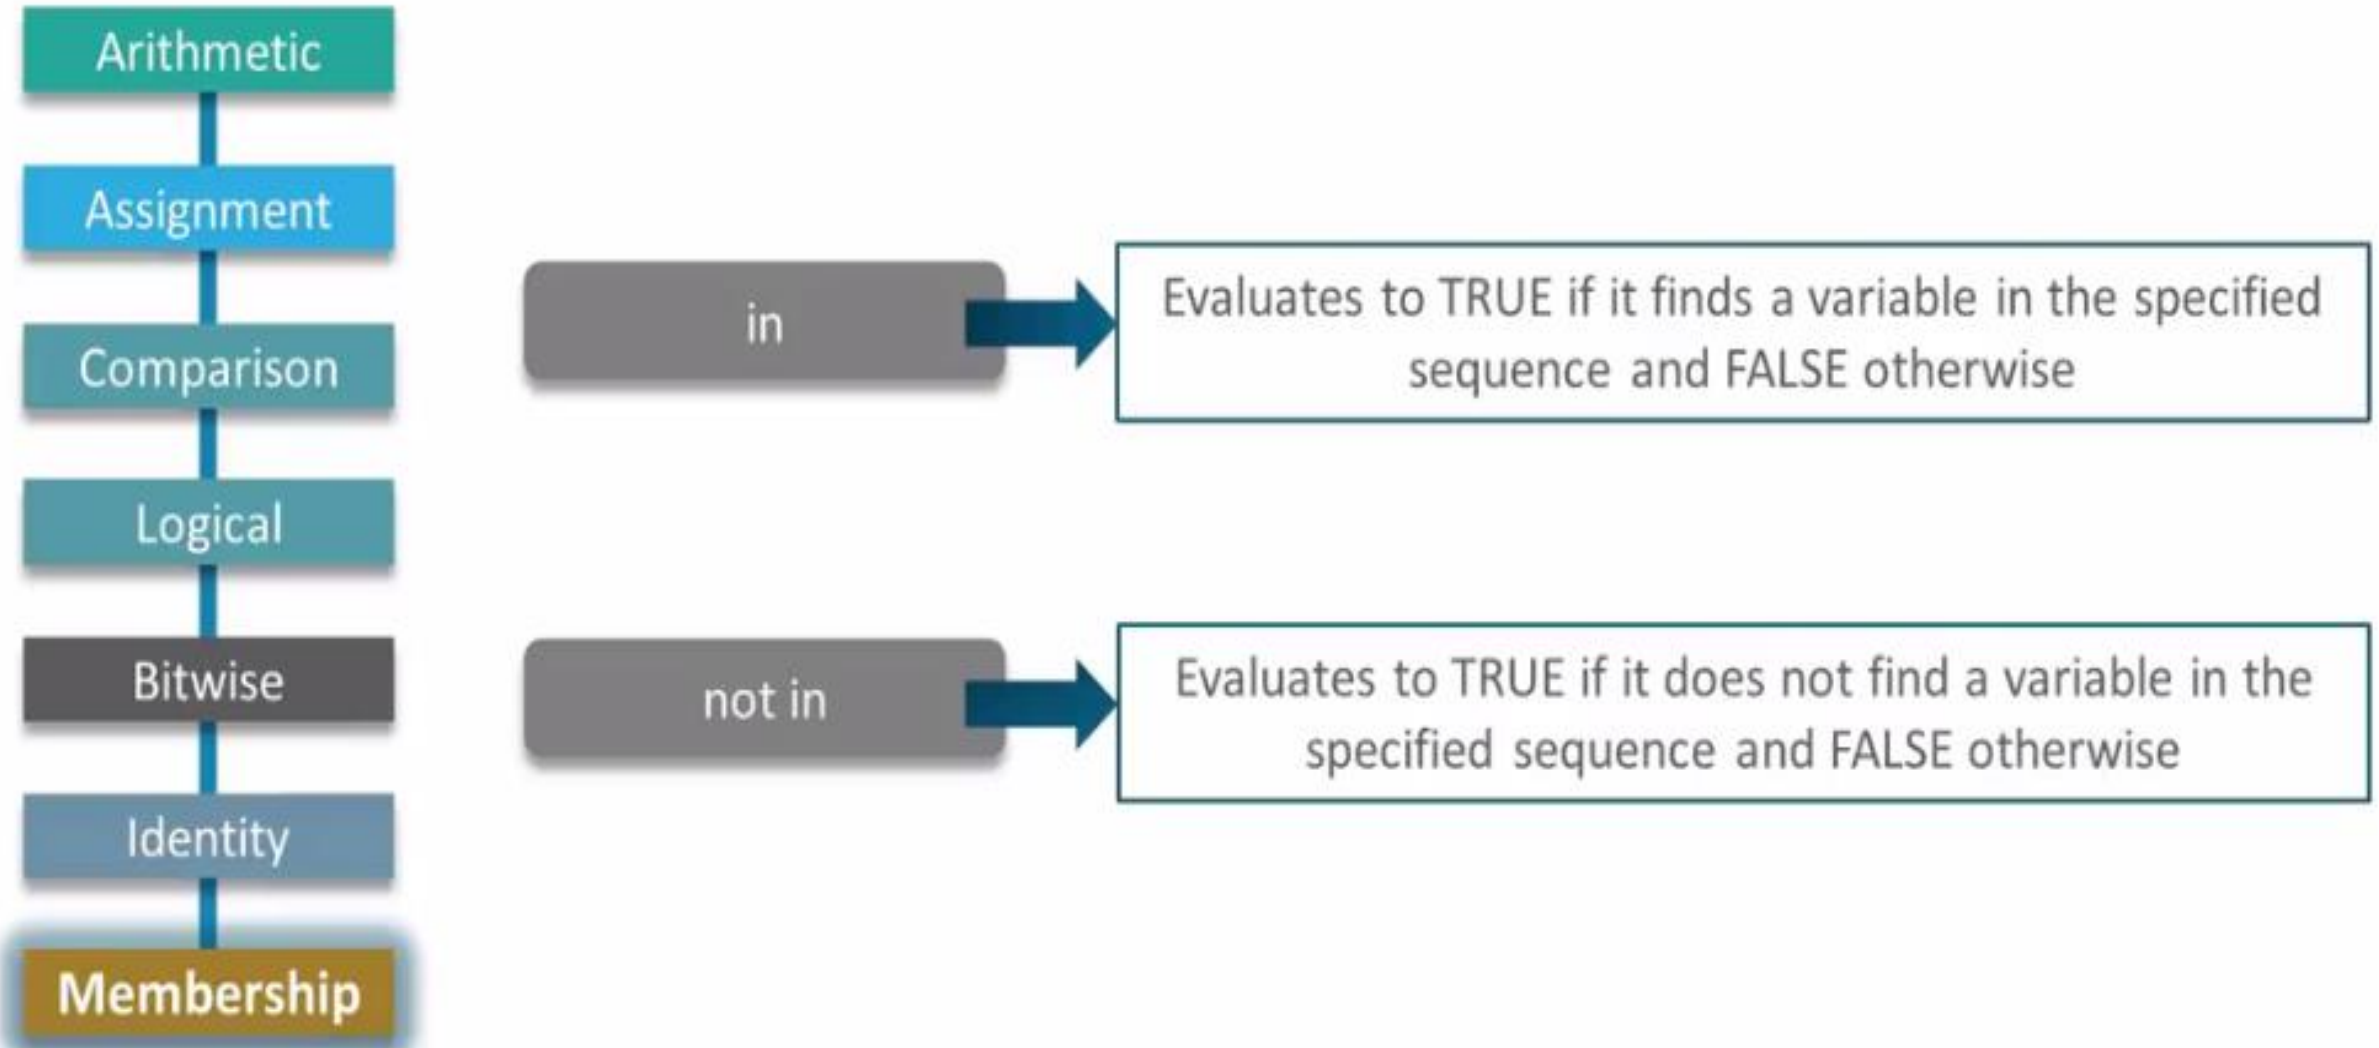 Arithmetic
Assignment
Comparison
Logical
Bitwise
Identity
Membership
in
Evaluates to TRUE if it finds a variable in the specified
sequence and FALSE otherwise
not in
Evaluates to TRUE if it does not find a variable in the
specified sequence and FALSE otherwise